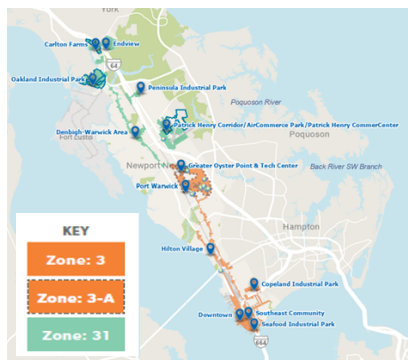 York
Carlton Farms
Endview
64
Oakland Industrial Park
Peninsula Industrial Park
Poquoson River
Patrick Henry Corridor/AirCommerce Park/Patrick Henry CommerCenter
Fort Eustis
Denbigh-Warwick Area
Poquoson
Newport Ne
Greater Oyster Point & Tech Center
Back River SW Branch
Port Warwick
KEY
Hampton
Zone: 3
Hilton Village
Zone: 3-A
Copeland Industrial Park
Zone: 31
Downtown
Southeast Community
Seafood Industrial Park
664